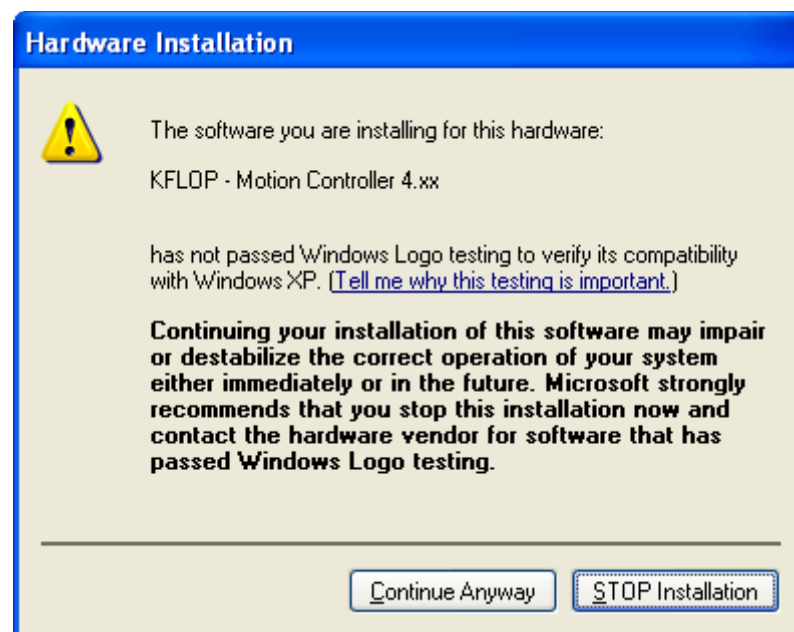 Hardware Installation
The software you are installing for this hardware:
KFLOP - Motion Controller 4.xx
has not passed Windows Logo testing to verify its compatibility
with Windows XP. (Tell me why this testing is important.)
Continuing your installation of this software may impair
or destabilize the correct operation of your system
either immediately or in the future. Microsoft strongly
recommends that you stop this installation now and
contact the hardware vendor for software that has
passed Windows Logo testing.
Continue Anyway STOP Installation